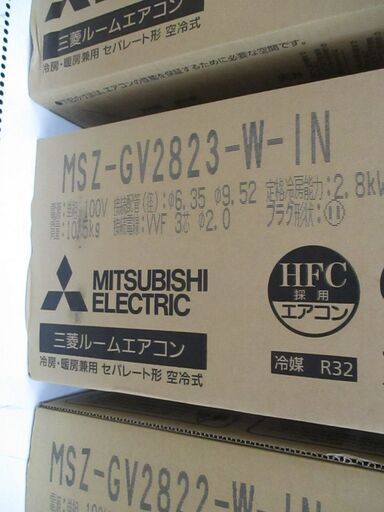 三菱ルームエアコン
冷房・暖房兼用 セパレート形 空冷式
MSZ-GV2823-W-IN
電源:単相 100V 接続配管(径):φ6.35 φ9.52 定格冷房能力:2.8kW
質量:10.5kg 接続電線:VVF 3芯 φ2.0 プラグ形状:
MITSUBISHI
ELECTRIC
HFC
採用
エアコン
三菱ルームエアコン
冷房・暖房兼用 セパレート形 空冷式
冷媒 R32
MSZ-GV2822-W-IN